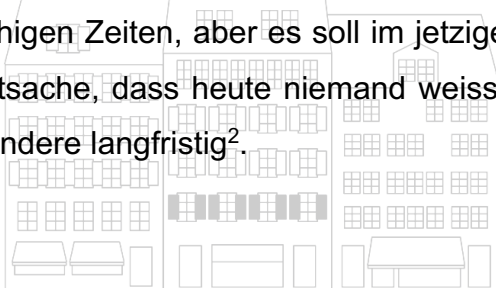 higen Zeiten, aber es soll im jetzige
tsache, dass heute niemand weiss
ndere langfristig².